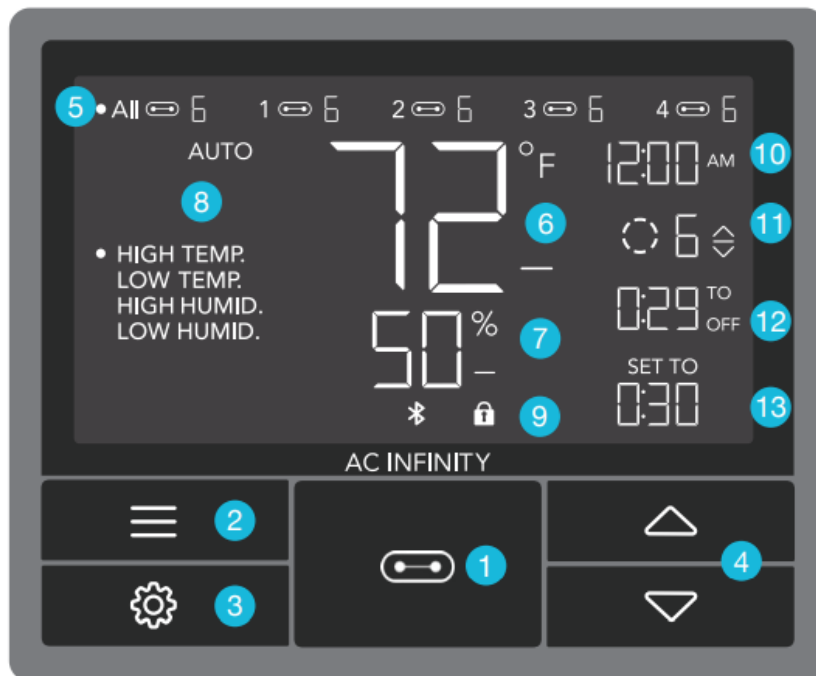 5 All 6 1 6 2 6 3 6 4 6
AUTO
8
HIGH TEMP.
LOW TEMP.
HIGH HUMID.
LOW HUMID.
72 °F
6
50 %
7
9
12:00 AM 10
6 11
0:29 TO OFF 12
SET TO
0:30 13
AC INFINITY
2
3
1
4